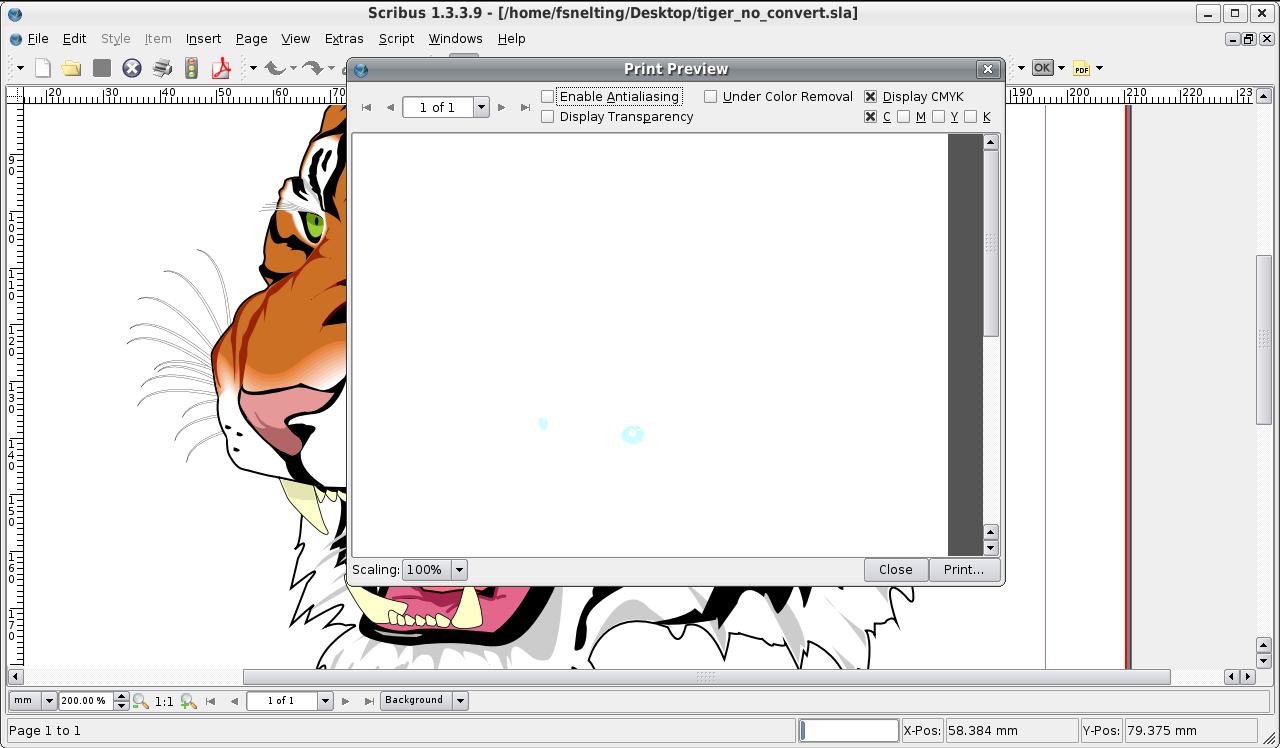 Scribus 1.3.3.9 - [/home/fsnelting/Desktop/tiger_no_convert.sla]
File Edit Style Item Insert Page View Extras Script Windows Help
OK PDF
Print Preview
1 of 1 Enable Antialiasing Under Color Removal Display CMYK
Display Transparency C M Y K
20 30 40 50 60 70 190 200 210 220 23
90
100
110
120
130
140
150
160
170
Scaling: 100% Close Print...
mm 200.00 % 1:1 1 of 1 Background
Page 1 to 1 X-Pos: 58.384 mm Y-Pos: 79.375 mm